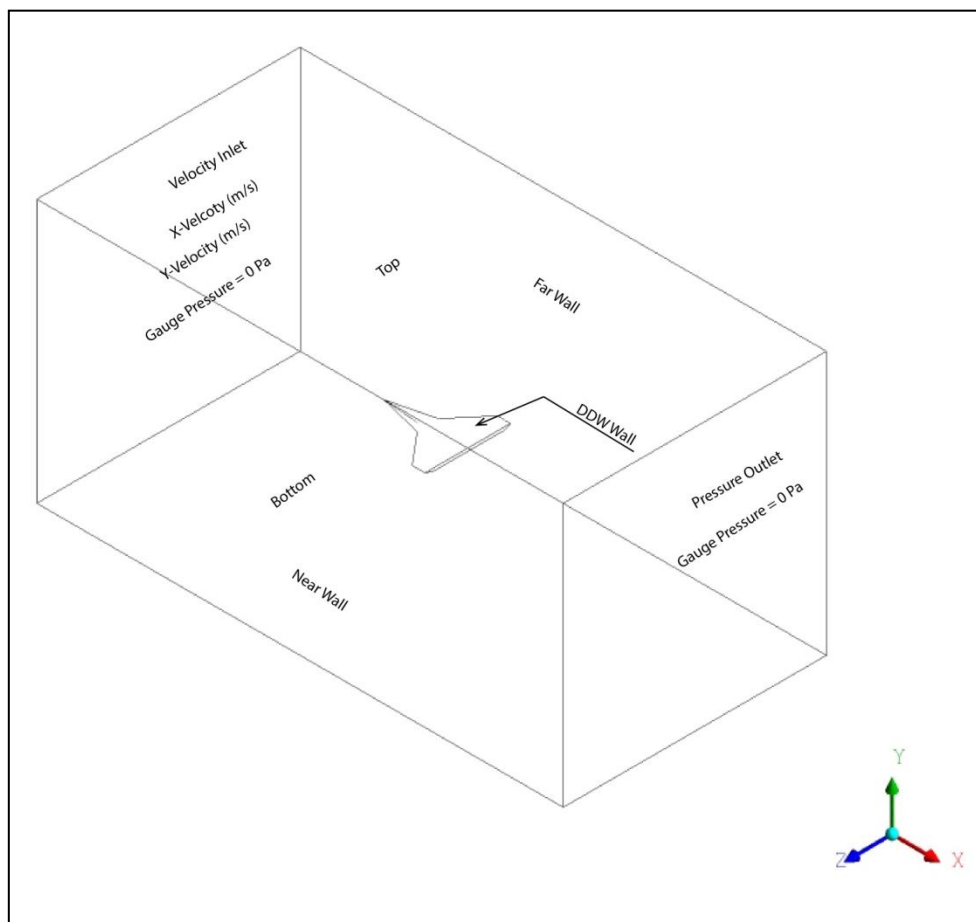 Velocity Inlet
X-Velcoty (m/s)
Y-Velocity (m/s)
Gauge Pressure = 0 Pa
Top
Far Wall
DDW Wall
Bottom
Near Wall
Pressure Outlet
Gauge Pressure = 0 Pa
Y
Z
X